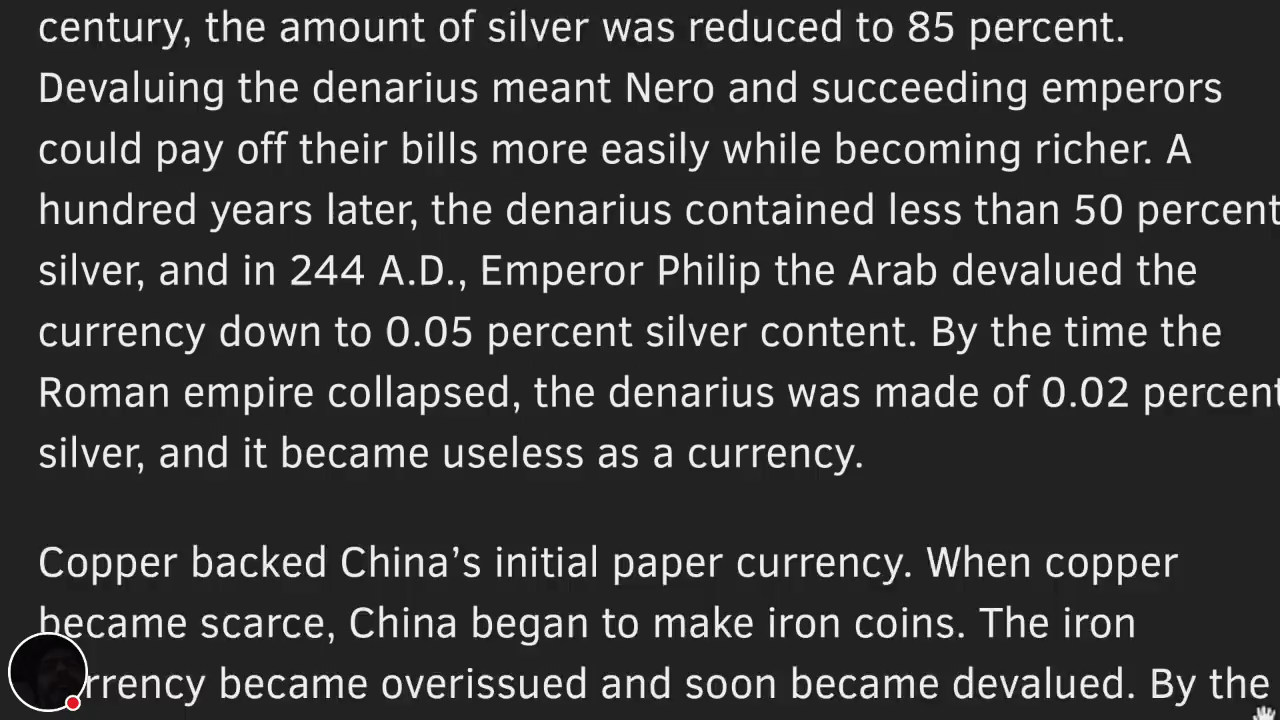 century, the amount of silver was reduced to 85 percent.
Devaluing the denarius meant Nero and succeeding emperors
could pay off their bills more easily while becoming richer. A
hundred years later, the denarius contained less than 50 percent
silver, and in 244 A.D., Emperor Philip the Arab devalued the
currency down to 0.05 percent silver content. By the time the
Roman empire collapsed, the denarius was made of 0.02 percent
silver, and it became useless as a currency.
Copper backed China’s initial paper currency. When copper
became scarce, China began to make iron coins. The iron
currency became overissued and soon became devalued. By the